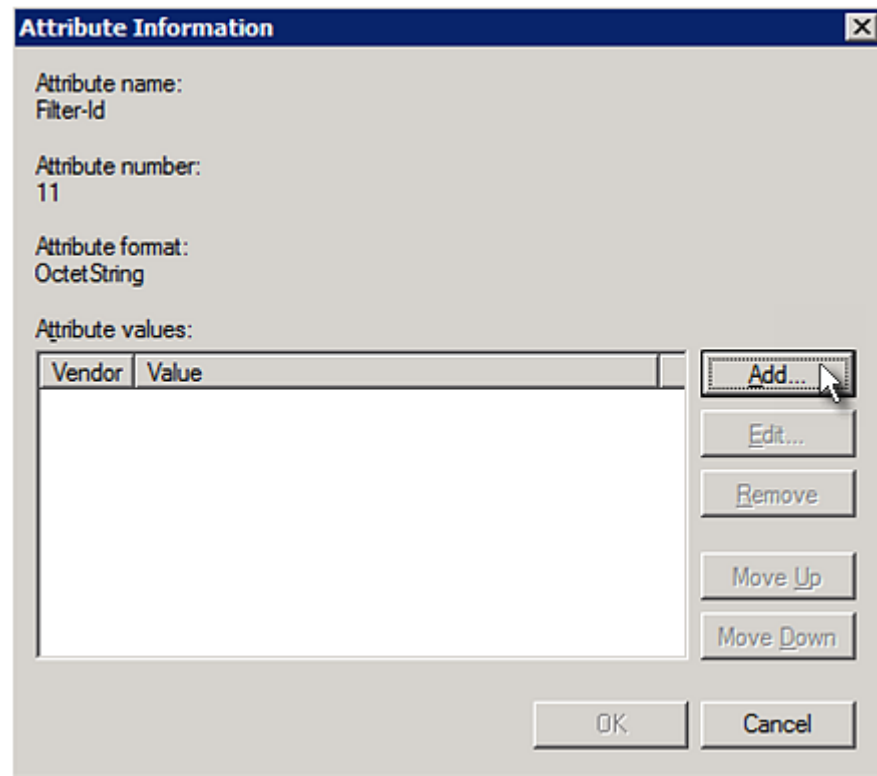 Attribute Information
Attribute name:
Filter-Id
Attribute number:
11
Attribute format:
OctetString
Attribute values:
Vendor Value
Add...
Edit...
Remove
Move Up
Move Down
OK Cancel